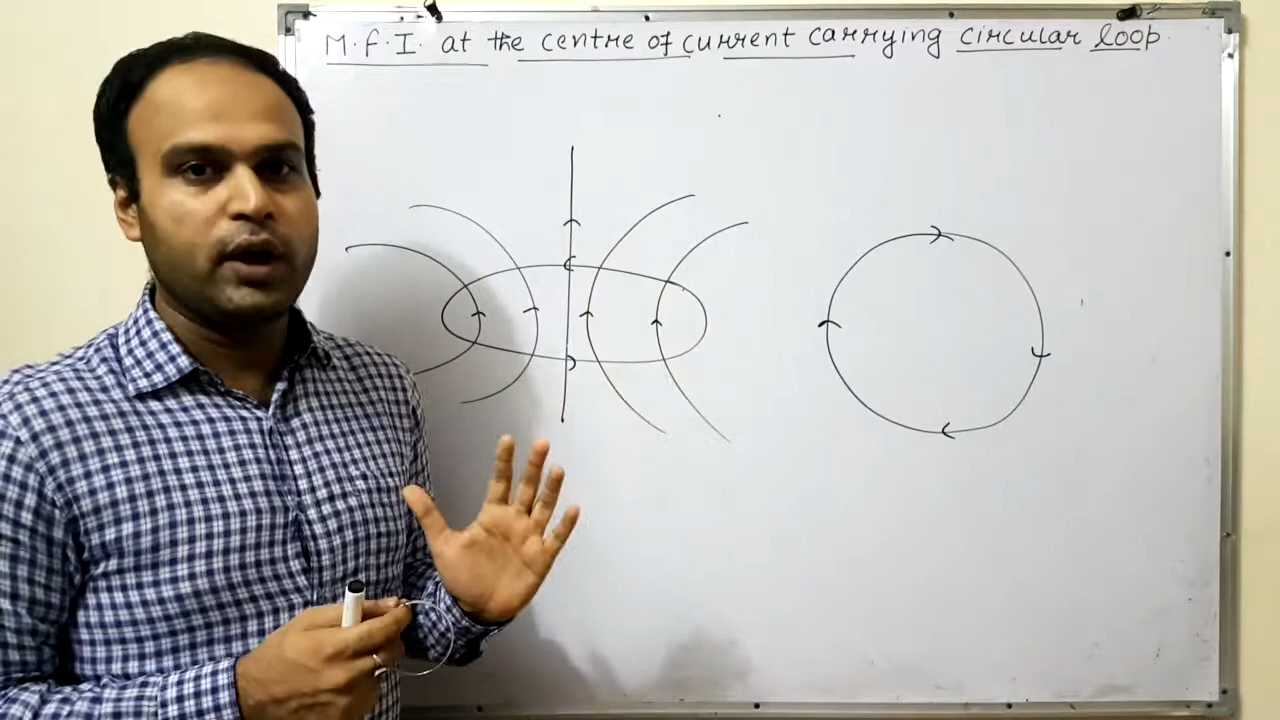 M.f.I. at the centre of current carrying circular loop.